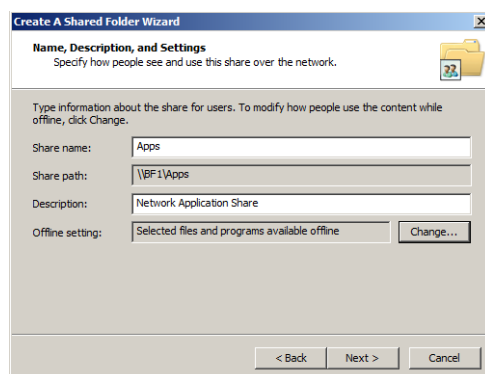 Create A Shared Folder Wizard
Name, Description, and Settings
Specify how people see and use this share over the network.
Type information about the share for users. To modify how people use the content while
offline, click Change.
Share name: Apps
Share path: \\BF1\Apps
Description: Network Application Share
Offline setting: Selected files and programs available offline Change...
< Back Next > Cancel